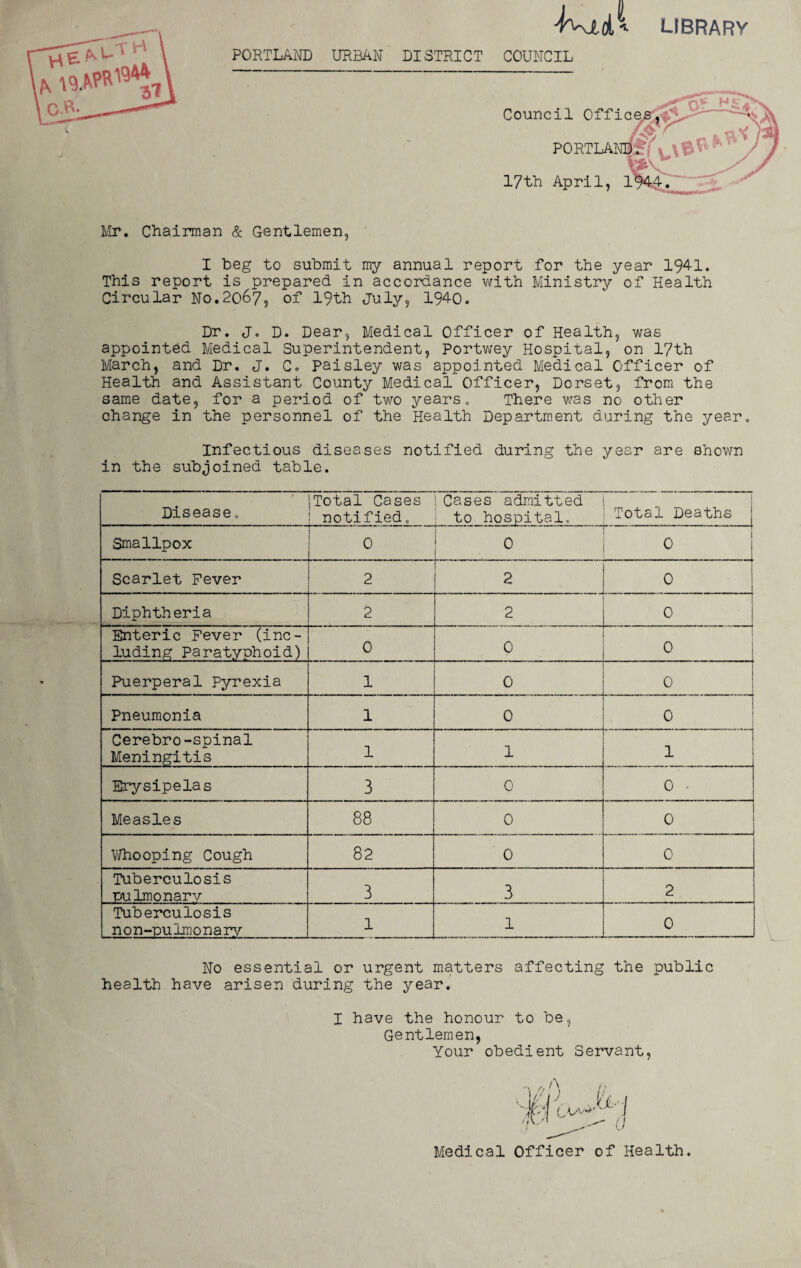 LIBRARY
HEALTH
A 19.APR1944
37
C.R.
PORTLAND URBAN DISTRICT COUNCIL
Council Offices,
PORTLAND.
LIBRARY
17th April, 1944.
Mr. Chairman & Gentlemen,
I beg to submit my annual report for the year 1941.
This report is prepared in accordance with Ministry of Health
Circular No.2067, of 19th July, 1940.
Dr. J. D. Dear, Medical Officer of Health, was
appointed Medical Superintendent, Portwey Hospital, on 17th
March, and Dr. J. C. Paisley was appointed Medical Officer of
Health and Assistant County Medical Officer, Dorset, from the
same date, for a period of two years. There was no other
change in the personnel of the Health Department during the year.
Infectious diseases notified during the year are shown
in the subjoined table.
Disease. Total Cases notified. Cases admitted to hospital. Total Deaths
Smallpox 0 0 0
Scarlet Fever 2 2 0
Diphtheria 2 2 0
Enteric Fever (inc-
luding Paratyphoid) 0 0 0
Puerperal Pyrexia 1 0 0
Pneumonia 1 0 0
Cerebro-spinal
Meningitis 1 1 1
Erysipelas 3 0 0
Measles 88 0 0
Whooping Cough 82 0 0
Tuberculosis
pulmonary 3 3 2
Tuberculosis
non-pulmonary 1 1 0
No essential or urgent matters affecting the public
health have arisen during the year.
I have the honour to be,
Gentlemen,
Your obedient Servant,
Medical Officer of Health.